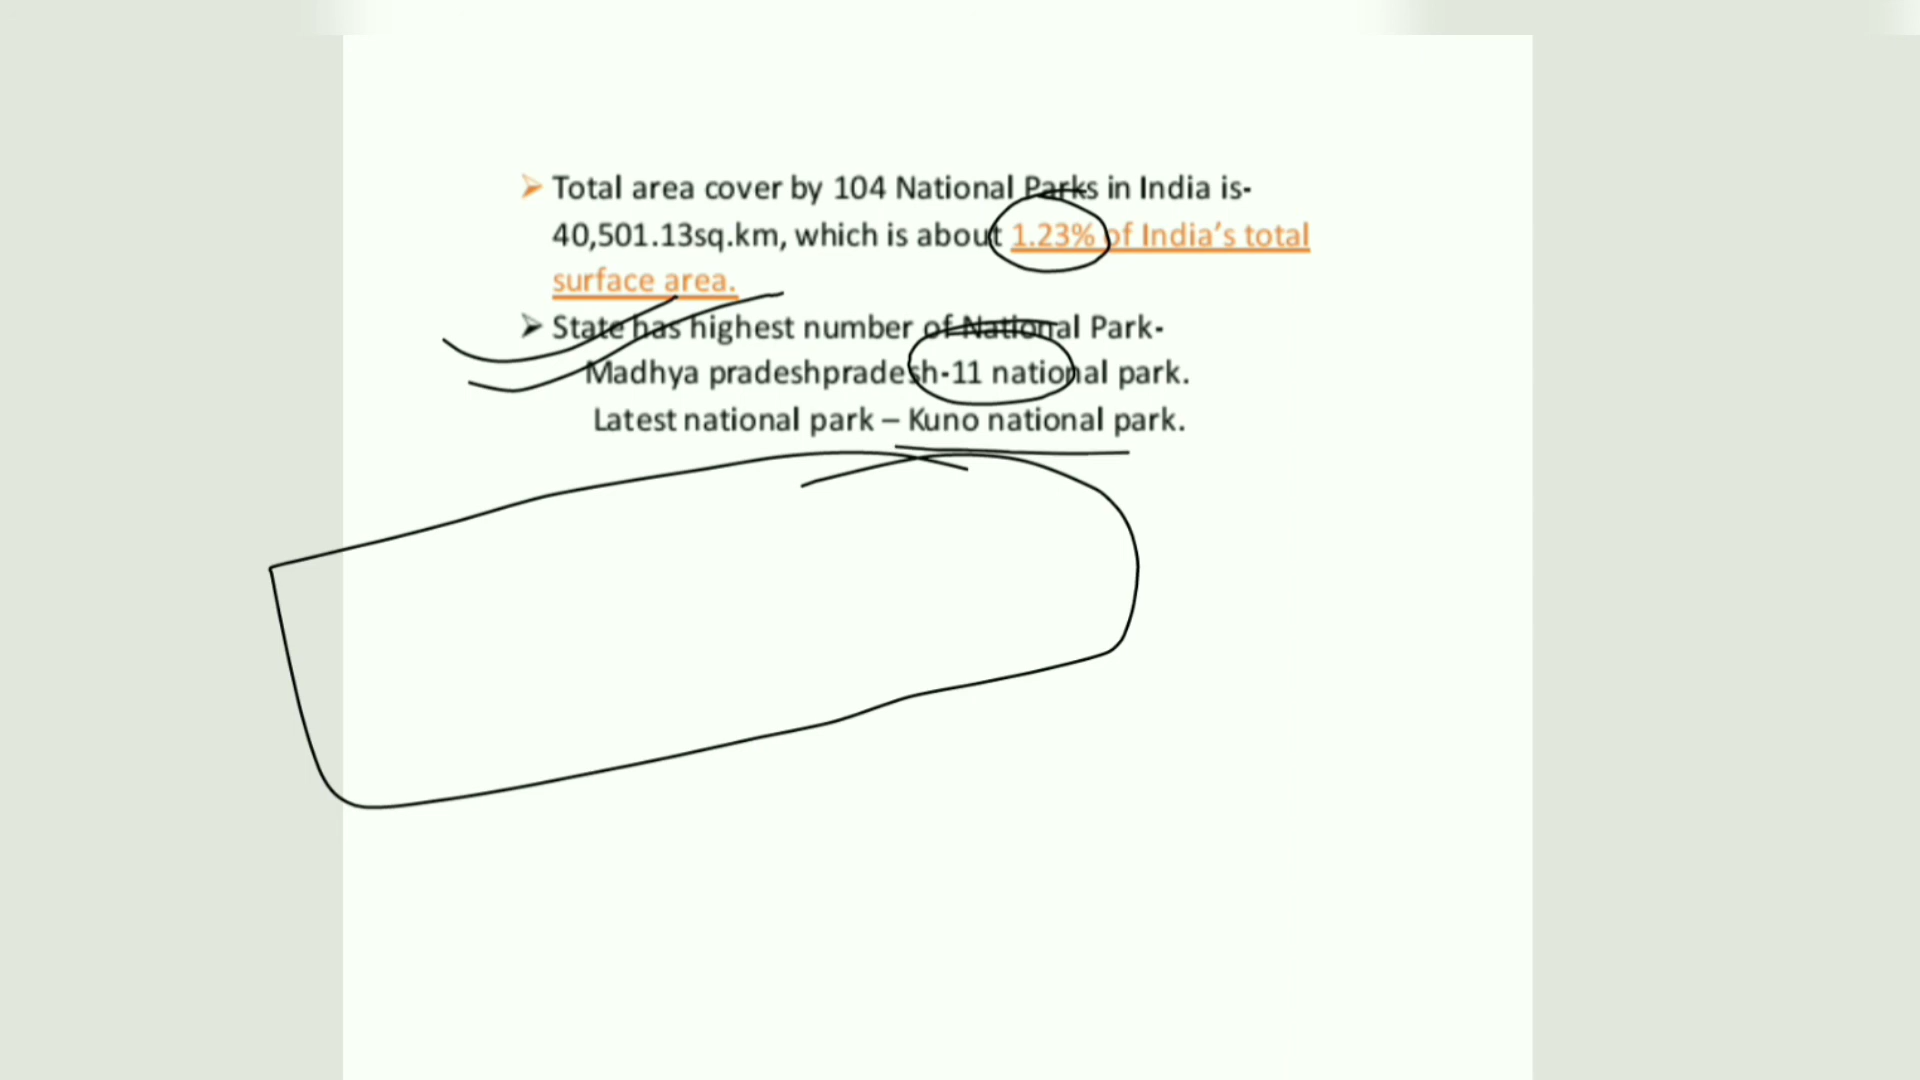 Total area cover by 104 National Parks in India is-
40,501.13sq.km, which is about 1.23% of India's total
surface area.
State has highest number of National Park-
Madhya pradeshpradesh-11 national park.
Latest national park – Kuno national park.